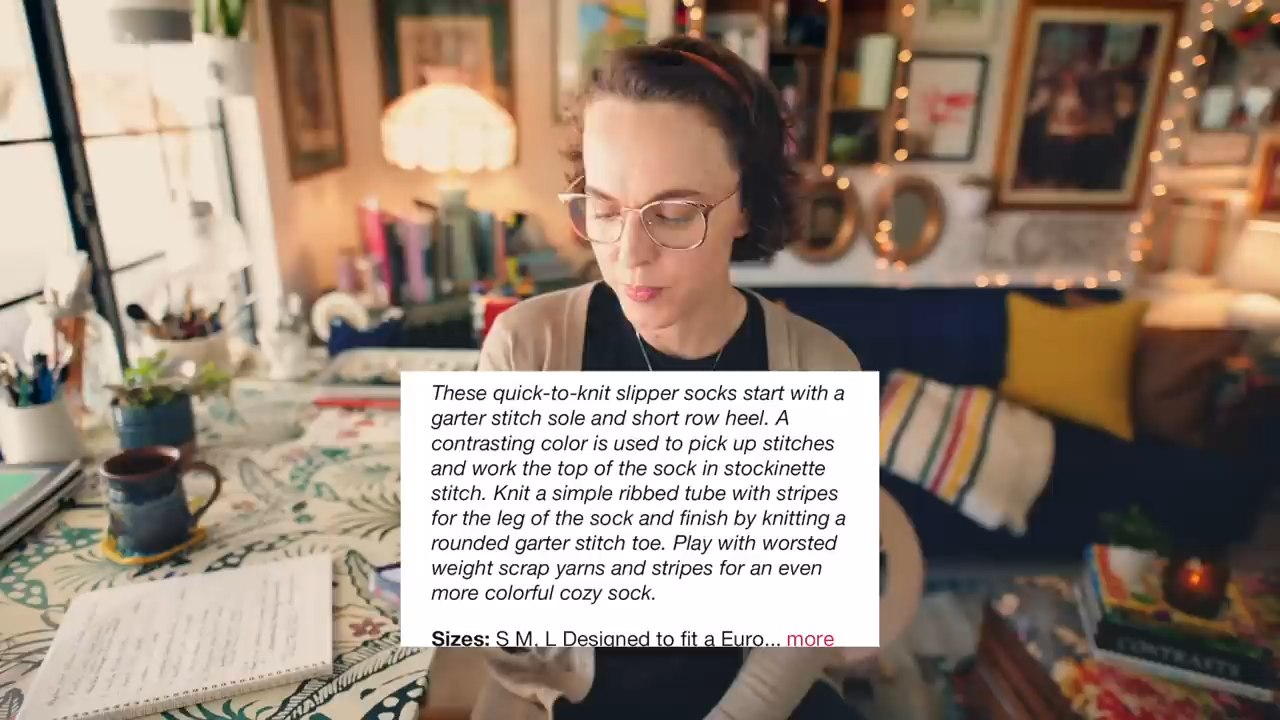 These quick-to-knit slipper socks start with a
garter stitch sole and short row heel. A
contrasting color is used to pick up stitches
and work the top of the sock in stockinette
stitch. Knit a simple ribbed tube with stripes
for the leg of the sock and finish by knitting a
rounded garter stitch toe. Play with worsted
weight scrap yarns and stripes for an even
more colorful cozy sock.
Sizes: S M, L Designed to fit a Euro... more
CONTRASTS